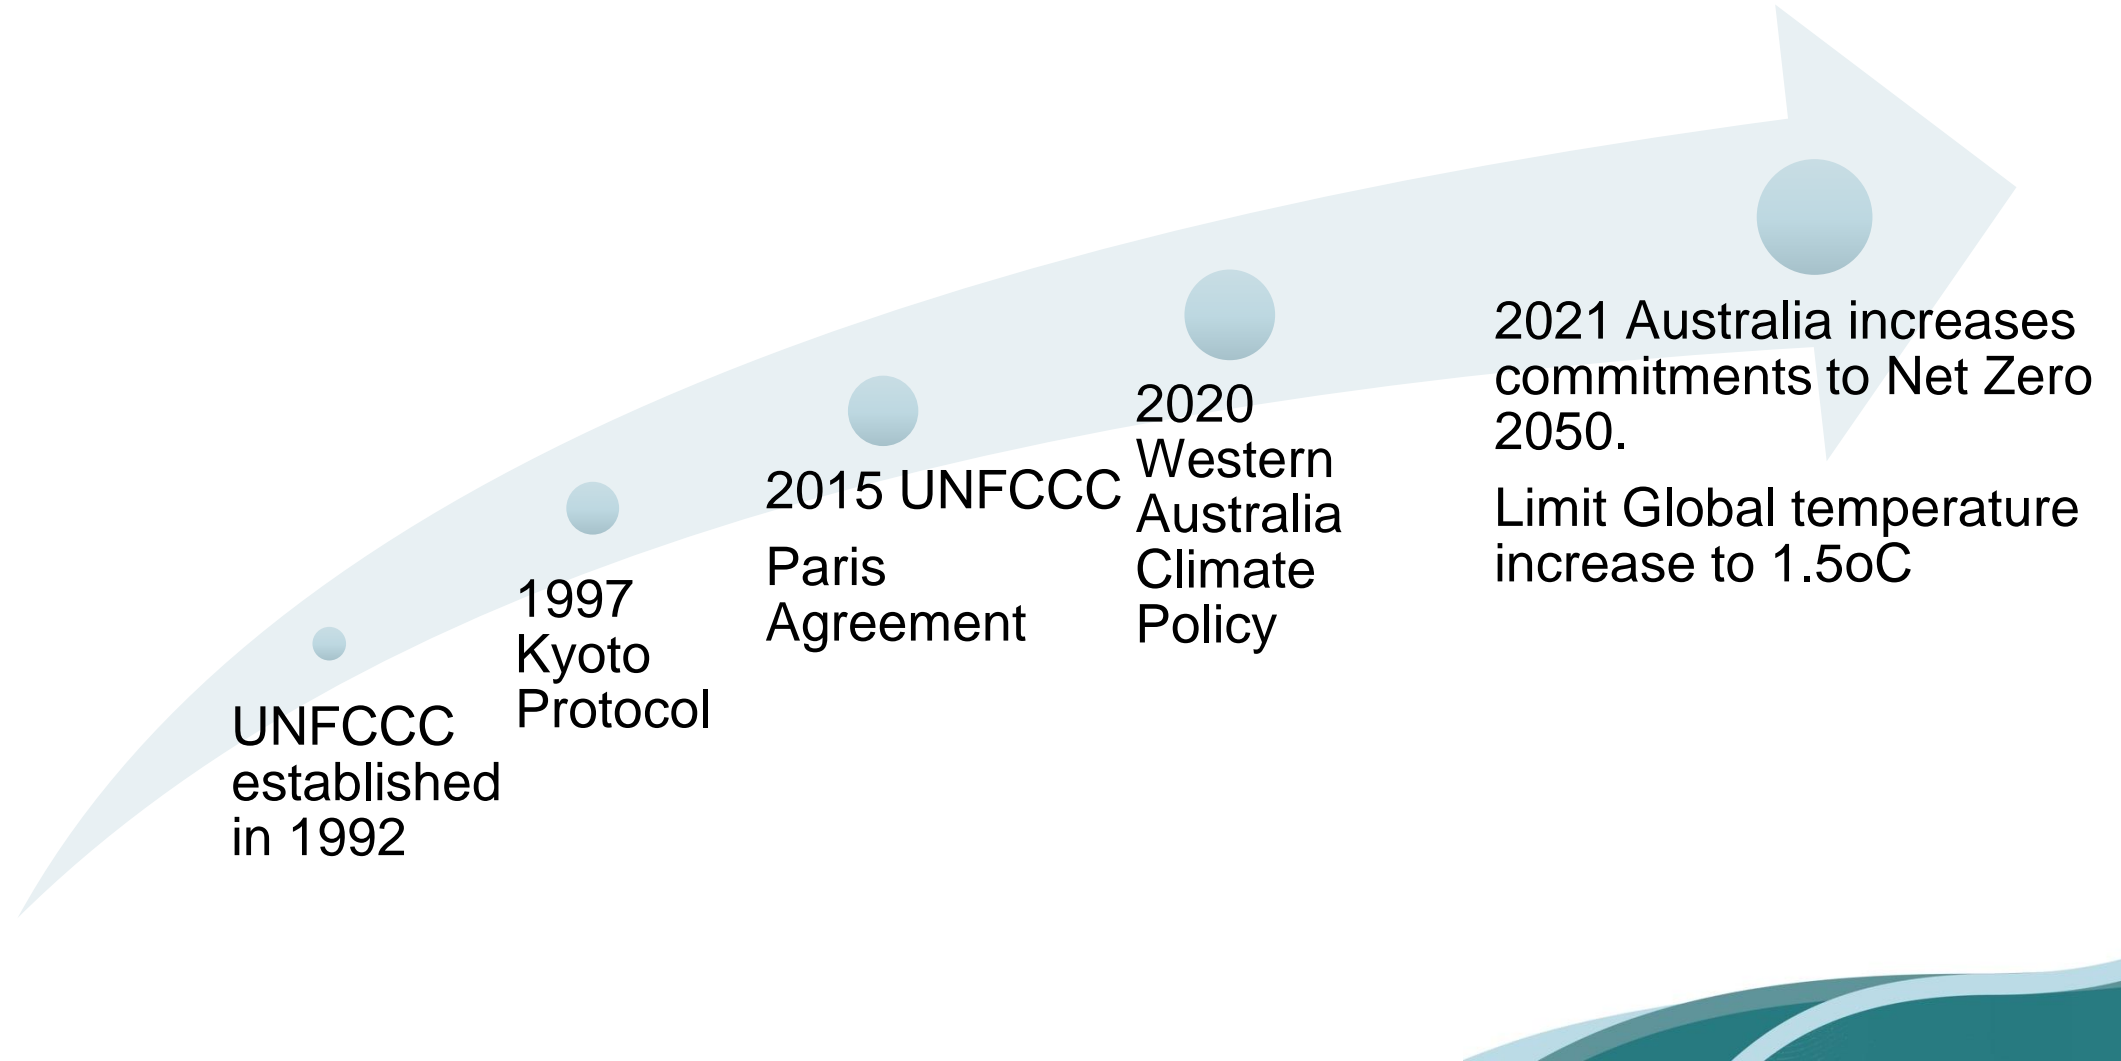 UNFCCC
established
in 1992
1997
Kyoto
Protocol
2015 UNFCCC
Paris
Agreement
2020
Western
Australia
Climate
Policy
2021 Australia increases
commitments to Net Zero
2050.
Limit Global temperature
increase to 1.5oC